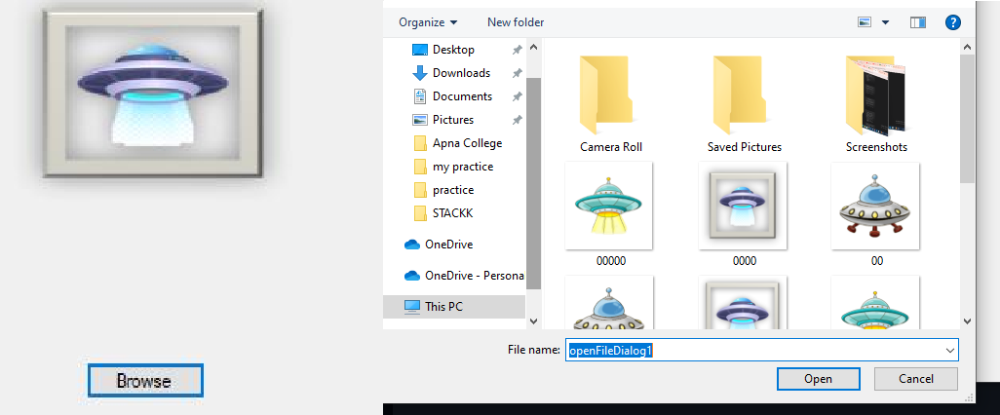 Organize
New folder
Desktop
Downloads
Documents
Pictures
Apna College
my practice
practice
STACKK
OneDrive
OneDrive - Persona
This PC
Camera Roll
Saved Pictures
Screenshots
00000
0000
00
File name:
openFileDialog1
Open
Cancel
Browse